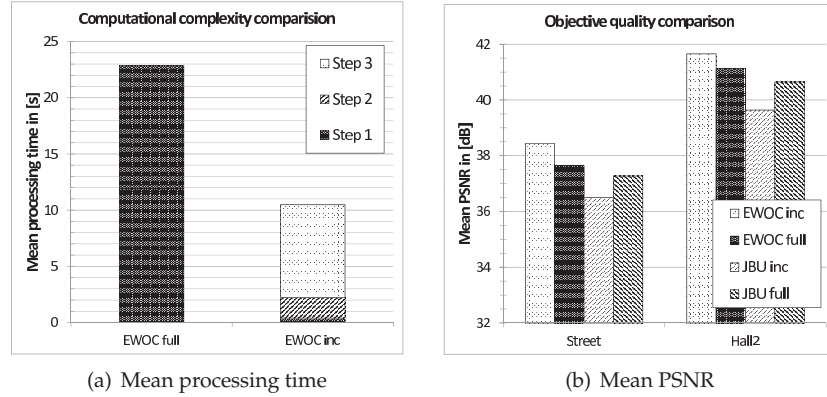 Computational complexity comparision
Mean processing time in [s]
25
20
15
10
5
0
Step 3
Step 2
Step 1
EWOC full
EWOC inc
(a) Mean processing time
Objective quality comparison
Mean PSNR in [dB]
42
40
38
36
34
32
EWOC inc
EWOC full
JBU inc
JBU full
Street
Hall2
(b) Mean PSNR